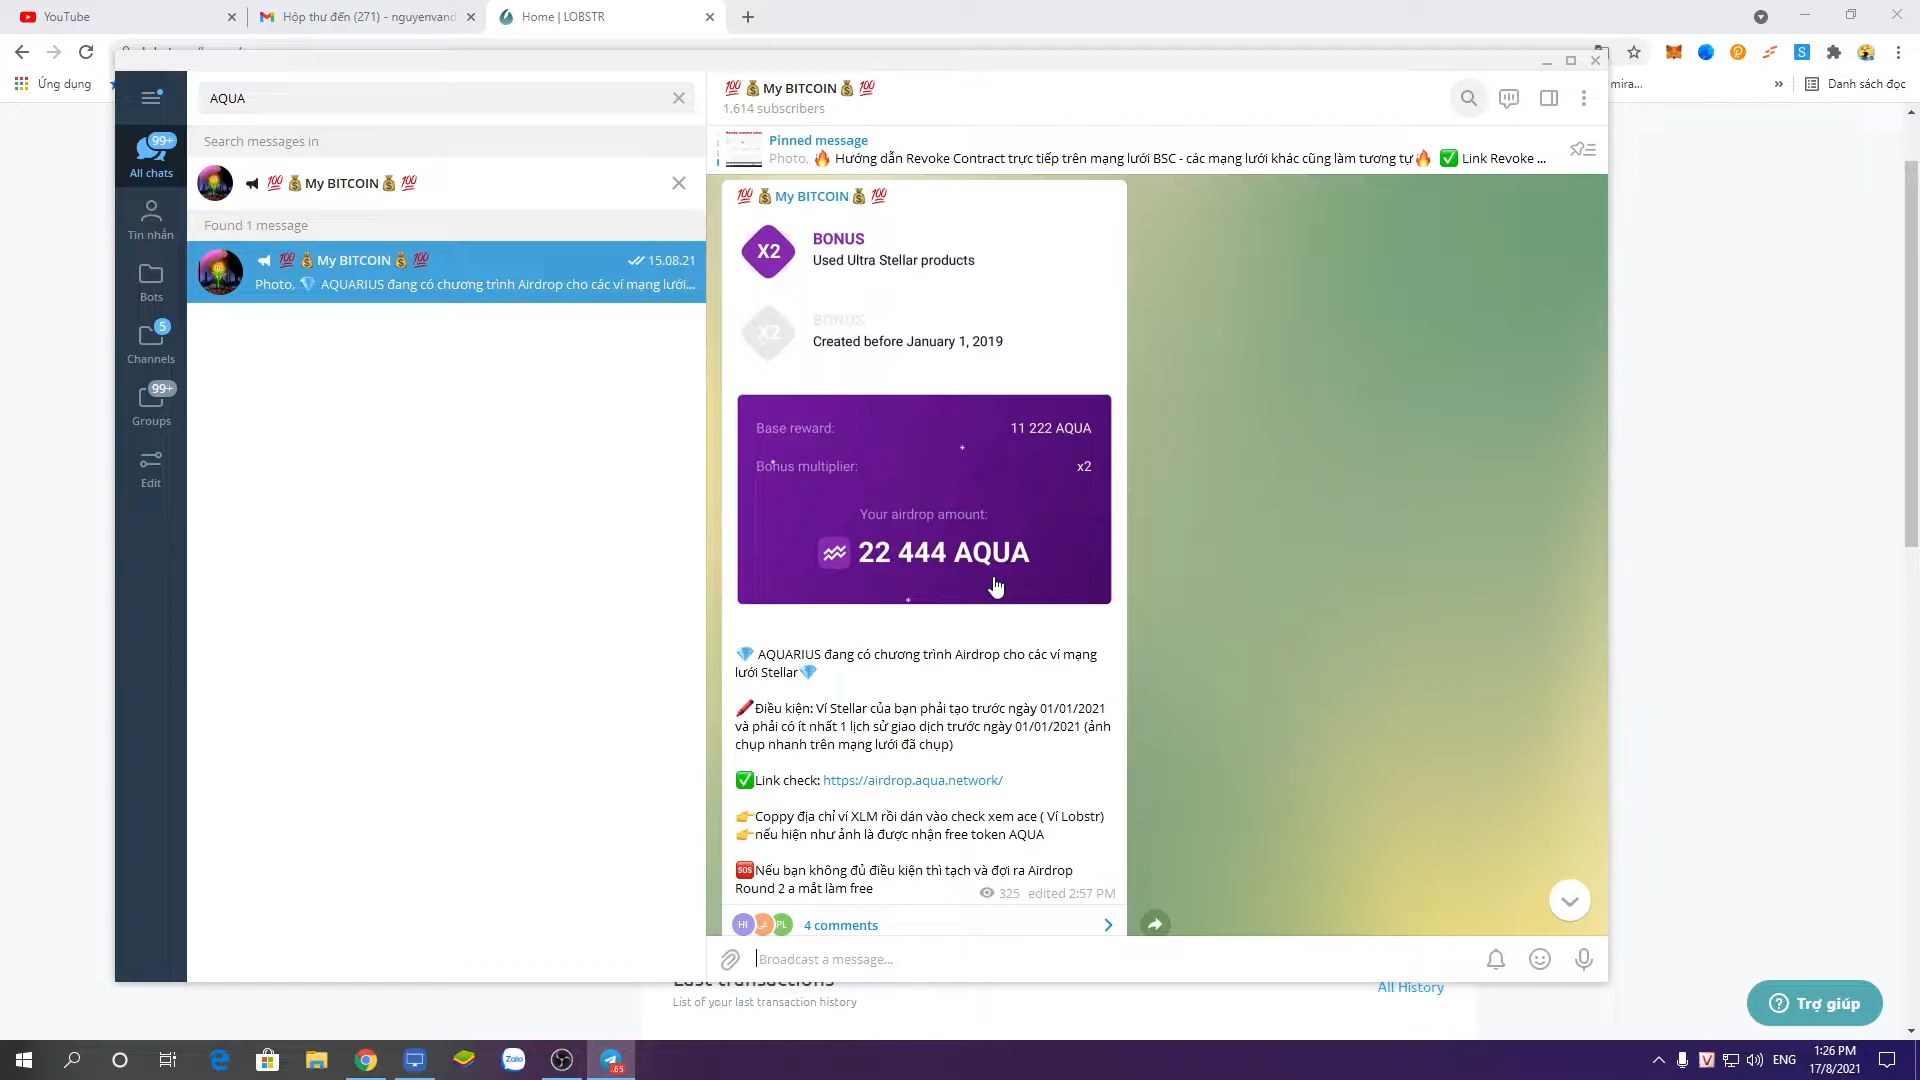 YouTube
Hộp thư đến (271) - nguyenvand
Home | LOBSTR
Ứng dụng
mira...
»
Danh sách đọc
AQUA
Search messages in
💯 💰My BITCOIN💰 💯
Found 1 message
💯 💰My BITCOIN💰 💯
15.08.21
Photo, 💎 AQUARIUS đang có chương trình Airdrop cho các ví mạng lưới...
99+
All chats
Tin nhắn
Bots
5
Channels
99+
Groups
Edit
💯 💰My BITCOIN💰 💯
1,614 subscribers
Pinned message
Photo, 🔥 Hướng dẫn Revoke Contract trực tiếp trên mạng lưới BSC - các mạng lưới khác cũng làm tương tự🔥 ✅ Link Revoke ...
💯 💰My BITCOIN💰 💯
X2
BONUS
Used Ultra Stellar products
X2
BONUS
Created before January 1, 2019
Base reward: 11 222 AQUA
Bonus multiplier: x2
Your airdrop amount:
22 444 AQUA
💎 AQUARIUS đang có chương trình Airdrop cho các ví mạng
lưới Stellar💎
🖍Điều kiện: Ví Stellar của bạn phải tạo trước ngày 01/01/2021
và phải có ít nhất 1 lịch sử giao dịch trước ngày 01/01/2021 (ảnh
chụp nhanh trên mạng lưới đã chụp)
✅Link check: https://airdrop.aqua.network/
👉Coppy địa chỉ ví XLM rồi dán vào check xem ace ( Ví Lobstr)
👉nếu hiện như ảnh là được nhận free token AQUA
🆘Nếu bạn không đủ điều kiện thì tạch và đợi ra Airdrop
Round 2 a mắt làm free
325 edited 2:57 PM
HI PL
4 comments
Broadcast a message...
Last transactions
List of your last transaction history
All History
Trợ giúp
Zalo
.65
ENG
1:26 PM
17/8/2021